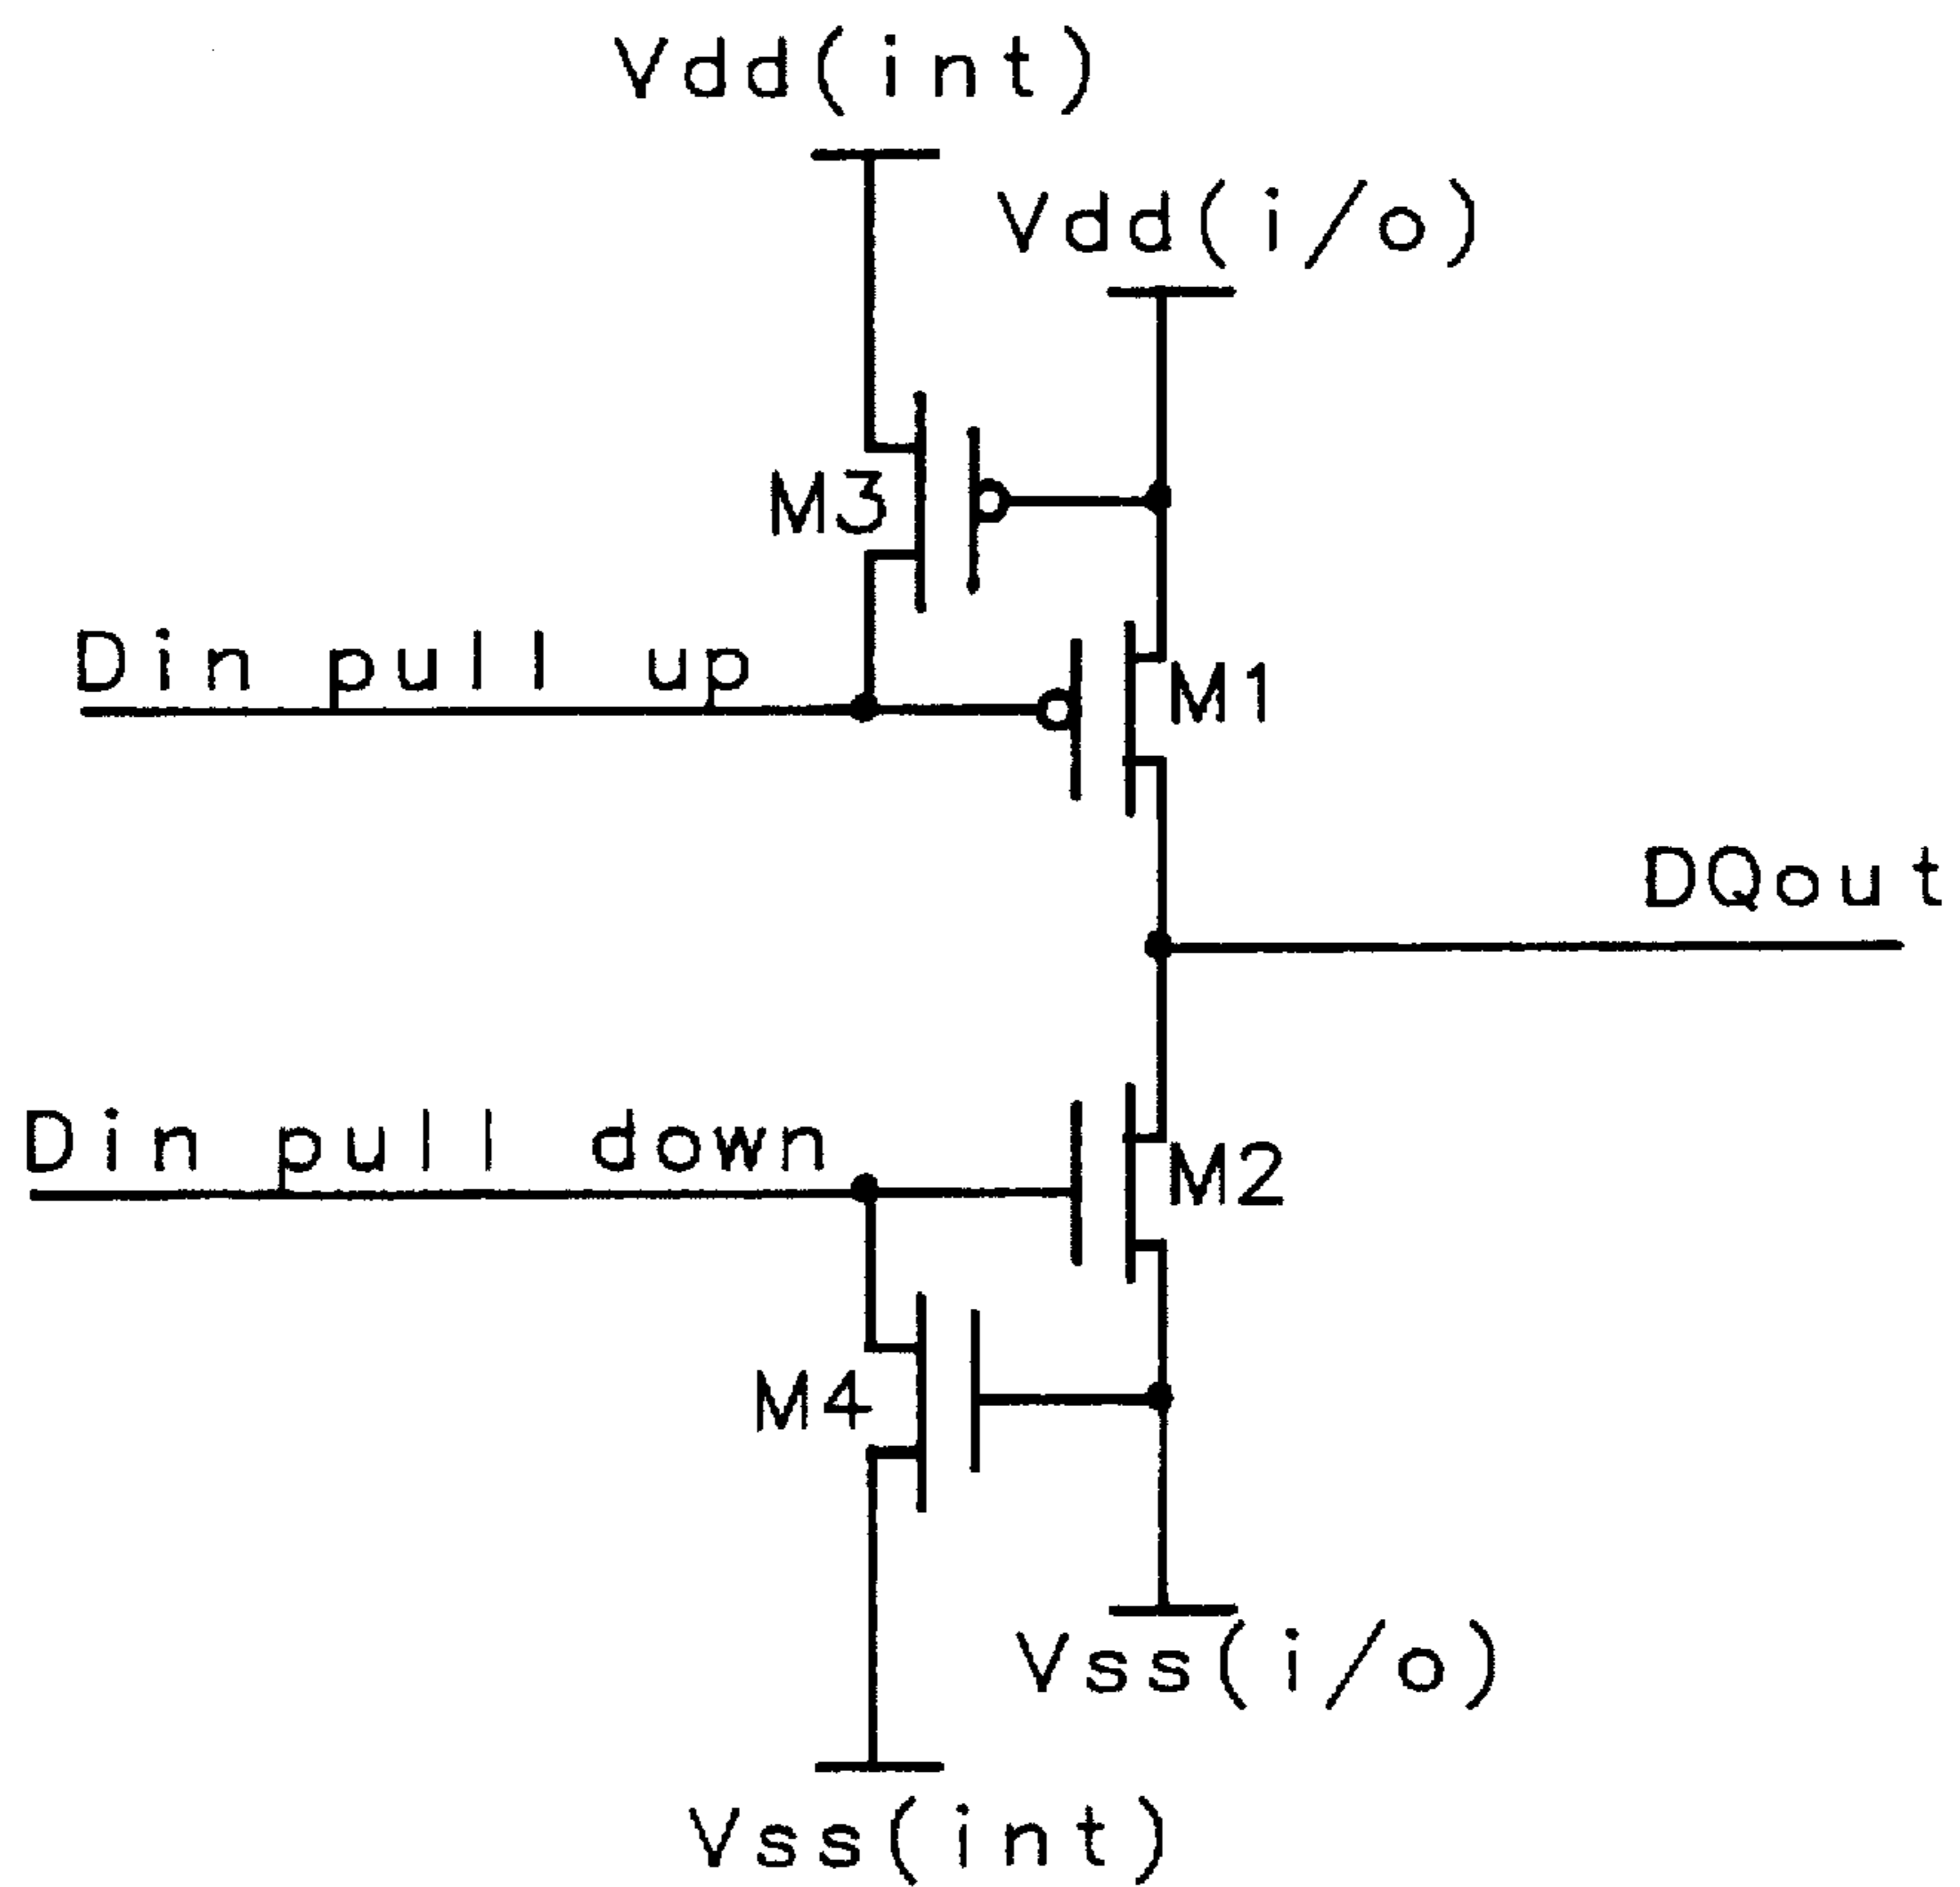 Vdd(int)
Vdd(i/o)
M3
Din pull up
M1
DQout
Din pull down
M2
M4
Vss(i/o)
Vss(int)